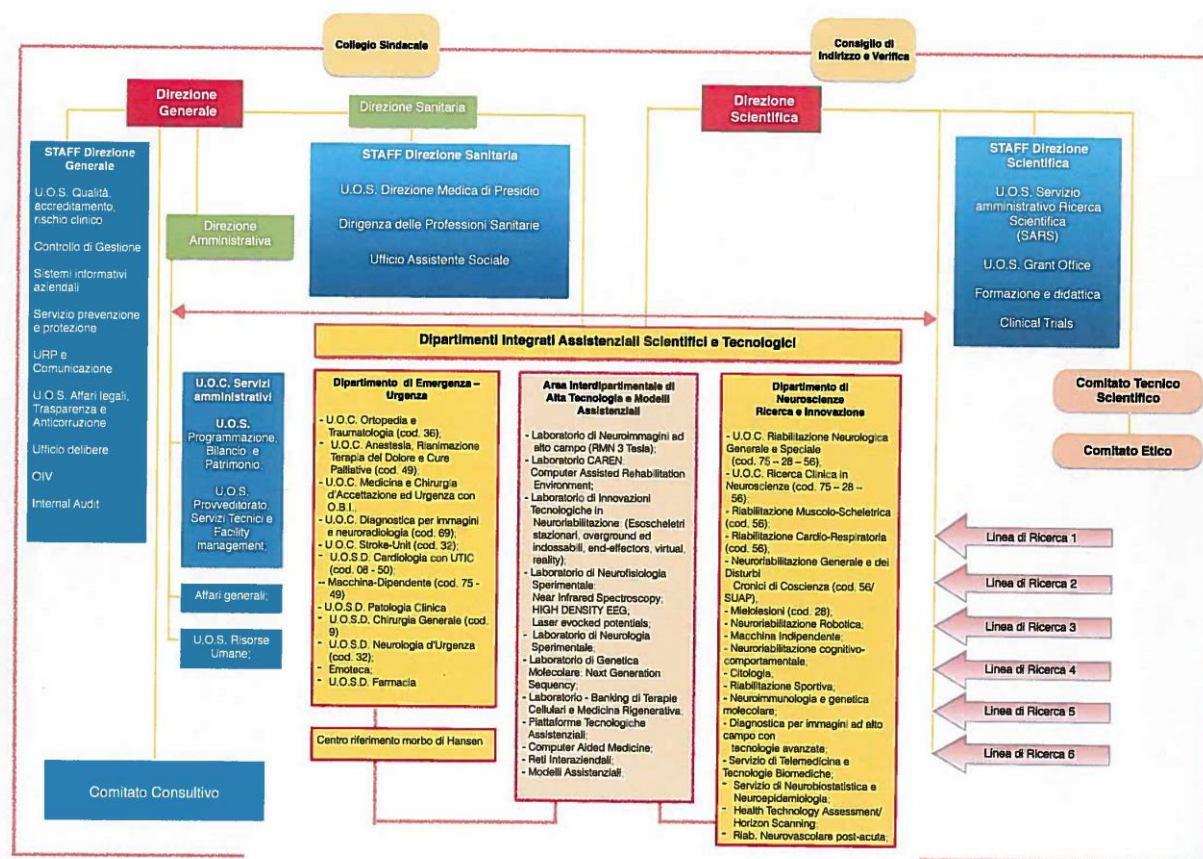 Collegio Sindacale
Consiglio di
Indirizzo e Verifica
Direzione
Generale
Direzione Sanitaria
Direzione
Scientifica
STAFF Direzione
Generale
U.O.S. Qualità,
accreditamento,
rischio clinico
Controllo di Gestione
Sistemi informativi
aziendali
Servizio prevenzione
e protezione
URP e
Comunicazione
U.O.S. Affari legali,
Trasparenza e
Anticorruzione
Ufficio delibere
OIV
Internal Audit
Direzione
Amministrativa
STAFF Direzione Sanitaria
U.O.S. Direzione Medica di Presidio
Dirigenza delle Professioni Sanitarie
Ufficio Assistente Sociale
STAFF Direzione
Scientifica
U.O.S. Servizio
amministrativo Ricerca
Scientifica
(SARS)
U.O.S. Grant Office
Formazione e didattica
Clinical Trials
Dipartimenti Integrati Assistenziali Scientifici e Tecnologici
U.O.C. Servizi
amministrativi
U.O.S.
Programmazione,
Bilancio e
Patrimonio;
U.O.S.
Provveditorato,
Servizi Tecnici e
Facility
management;
Affari generali;
U.O.S. Risorse
Umane;
Dipartimento di Emergenza –
Urgenza
- U.O.C. Ortopedia e
Traumatologia (cod. 36);
- U.O.C. Anestesia, Rianimazione
Terapia del Dolore e Cure
Palliative (cod. 49);
- U.O.C. Medicina e Chirurgia
d'Accettazione ed Urgenza con
O.B.I.,
- U.O.C. Diagnostica per immagini
e neuroradiologia (cod. 69);
- U.O.C. Stroke-Unit (cod. 32);
- U.O.S.D. Cardiologia con UTIC
(cod. 08 - 50);
-- Macchina-Dipendente (cod. 75 -
49)
- U.O.S.D. Patologia Clinica
- U.O.S.D. Chirurgia Generale (cod.
9)
- U.O.S.D. Neurologia d'Urgenza
(cod. 32);
- Emoteca;
- U.O.S.D. Farmacia
Centro riferimento morbo di Hansen
Area Interdipartimentale di
Alta Tecnologia e Modelli
Assistenziali
- Laboratorio di Neuroimmagini ad
alto campo (RMN 3 Tesla);
- Laboratorio CAREN:
Computer Assisted Rehabilitation
Environment;
- Laboratorio di Innovazioni
Tecnologiche in
Neuroriabilitazione: (Esoscheletri
stazionari, overground ed
indossabili, end-effectors, virtual,
reality);
- Laboratorio di Neurofisiologia
Sperimentale:
Near Infrared Spectroscopy;
HIGH DENSITY EEG;
Laser evocked potentials;
- Laboratorio di Neurologia
Sperimentale;
- Laboratorio di Genetica
Molecolare: Next Generation
Sequency;
- Laboratorio - Banking di Terapie
Cellulari e Medicina Rigenerativa;
- Piattaforme Tecnologiche
Assistenziali;
- Computer Aided Medicine;
- Reti Interaziendali;
- Modelli Assistenziali.
Dipartimento di
Neuroscienze
Ricerca e Innovazione
- U.O.C. Riabilitazione Neurologica
Generale e Speciale
(cod. 75 – 28 – 56);
- U.O.C. Ricerca Clinica in
Neuroscienze (cod. 75 – 28 –
56);
- Riabilitazione Muscolo-Scheletrica
(cod. 56);
- Riabilitazione Cardio-Respiratoria
(cod. 56);
- Neuroriabilitazione Generale e dei
Disturbi
Cronici di Coscienza (cod. 56/
SUAP),
- Mielolesioni (cod. 28);
- Neuroriabilitazione Robotica;
- Macchina Indipendente;
- Neuroriabilitazione cognitivo-
comportamentale;
- Citologia;
- Riabilitazione Sportiva;
- Neuroimmunologia e genetica
molecolare;
- Diagnostica per immagini ad alto
campo con
tecnologie avanzate;
- Servizio di Telemedicina e
Tecnologie Biomediche;
- Servizio di Neurobiostatistica e
Neuroepidemiologia;
- Health Technology Assessment/
Horizon Scanning;
- Riab. Neurovascolare post-acuta;
Comitato Tecnico
Scientifico
Comitato Etico
Linea di Ricerca 1
Linea di Ricerca 2
Linea di Ricerca 3
Linea di Ricerca 4
Linea di Ricerca 5
Linea di Ricerca 6
Comitato Consultivo